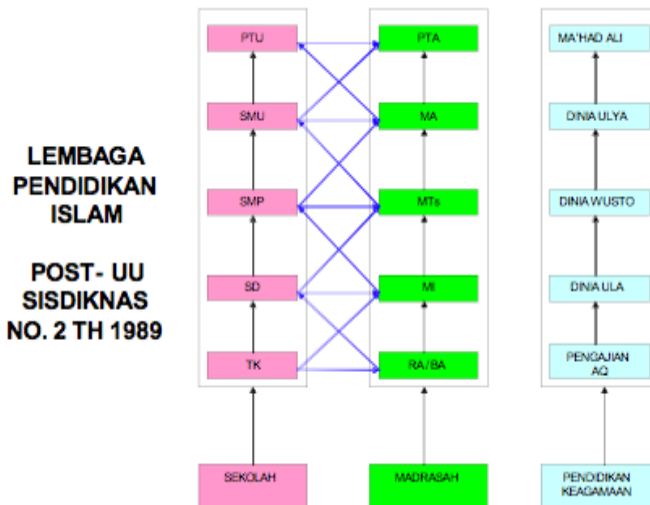 LEMBAGA
PENDIDIKAN
ISLAM
POST- UU
SISDIKNAS
NO. 2 TH 1989
PTU
SMU
SMP
SD
TK
SEKOLAH
PTA
MA
MTs
MI
RA/BA
MADRASAH
MA'HAD ALI
DINIA ULYA
DINIA WUSTO
DINIA ULA
PENGAJIAN
AQ
PENDIDIKAN
KEAGAMAAN